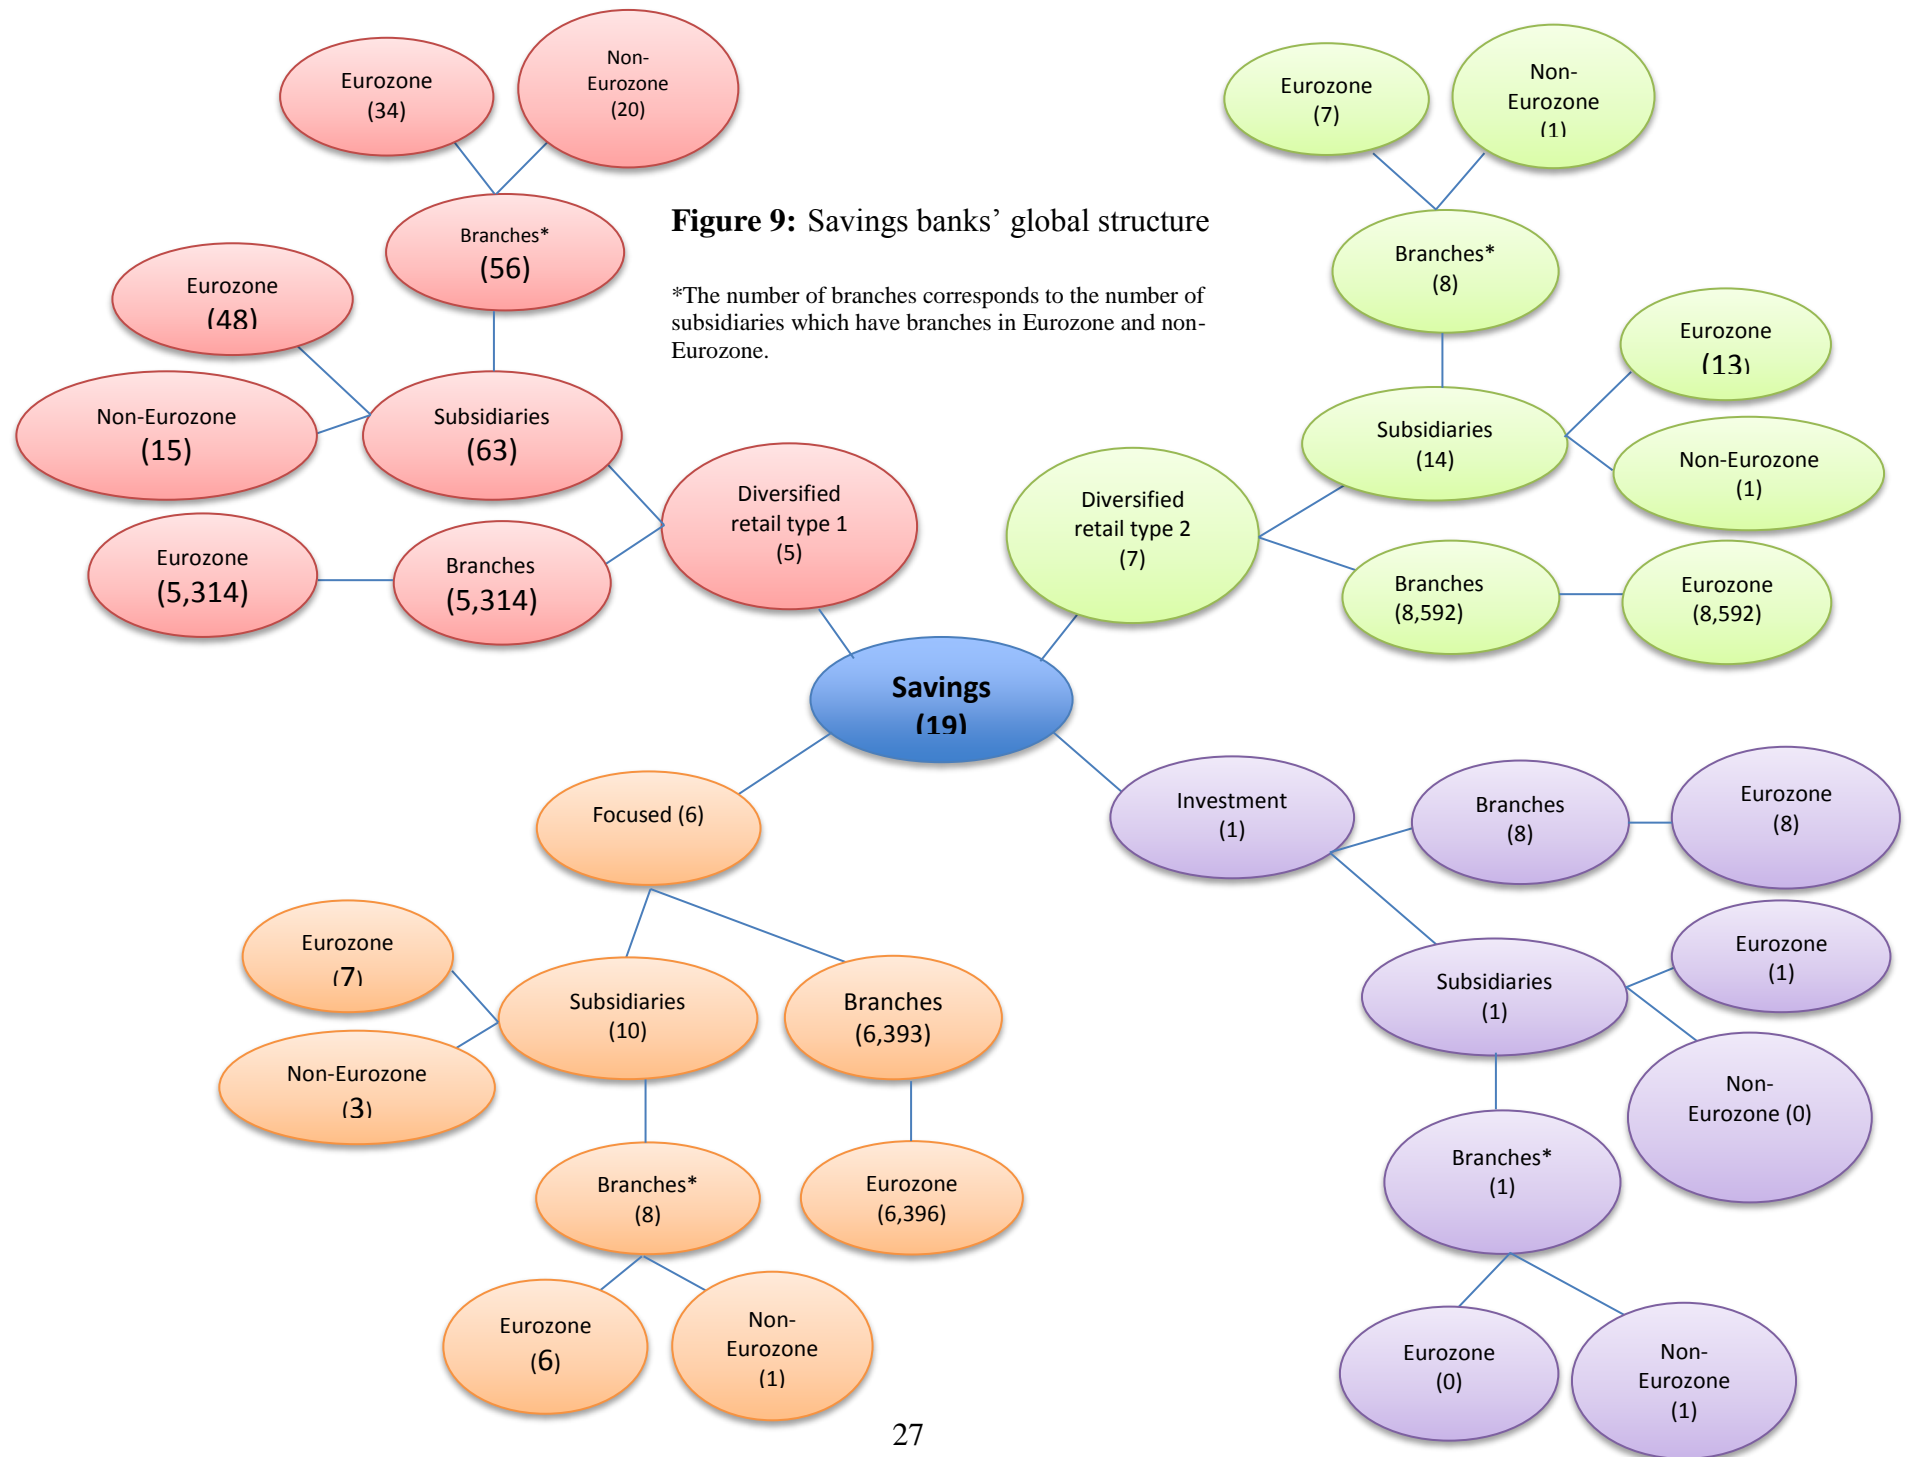 Eurozone
(34)
Non-
Eurozone
(20)
Branches*
(56)
Eurozone
(48)
Non-Eurozone
(15)
Subsidiaries
(63)
Eurozone
(5,314)
Branches
(5,314)
Diversified
retail type 1
(5)
Figure 9: Savings banks’ global structure
*The number of branches corresponds to the number of
subsidiaries which have branches in Eurozone and non-
Eurozone.
Eurozone
(7)
Non-
Eurozone
(1)
Branches*
(8)
Eurozone
(13)
Subsidiaries
(14)
Non-Eurozone
(1)
Diversified
retail type 2
(7)
Branches
(8,592)
Eurozone
(8,592)
Savings
(19)
Focused (6)
Eurozone
(7)
Subsidiaries
(10)
Branches
(6,393)
Non-Eurozone
(3)
Branches*
(8)
Eurozone
(6,396)
Eurozone
(6)
Non-
Eurozone
(1)
Investment
(1)
Branches
(8)
Eurozone
(8)
Subsidiaries
(1)
Eurozone
(1)
Non-
Eurozone (0)
Branches*
(1)
Eurozone
(0)
Non-
Eurozone
(1)
27